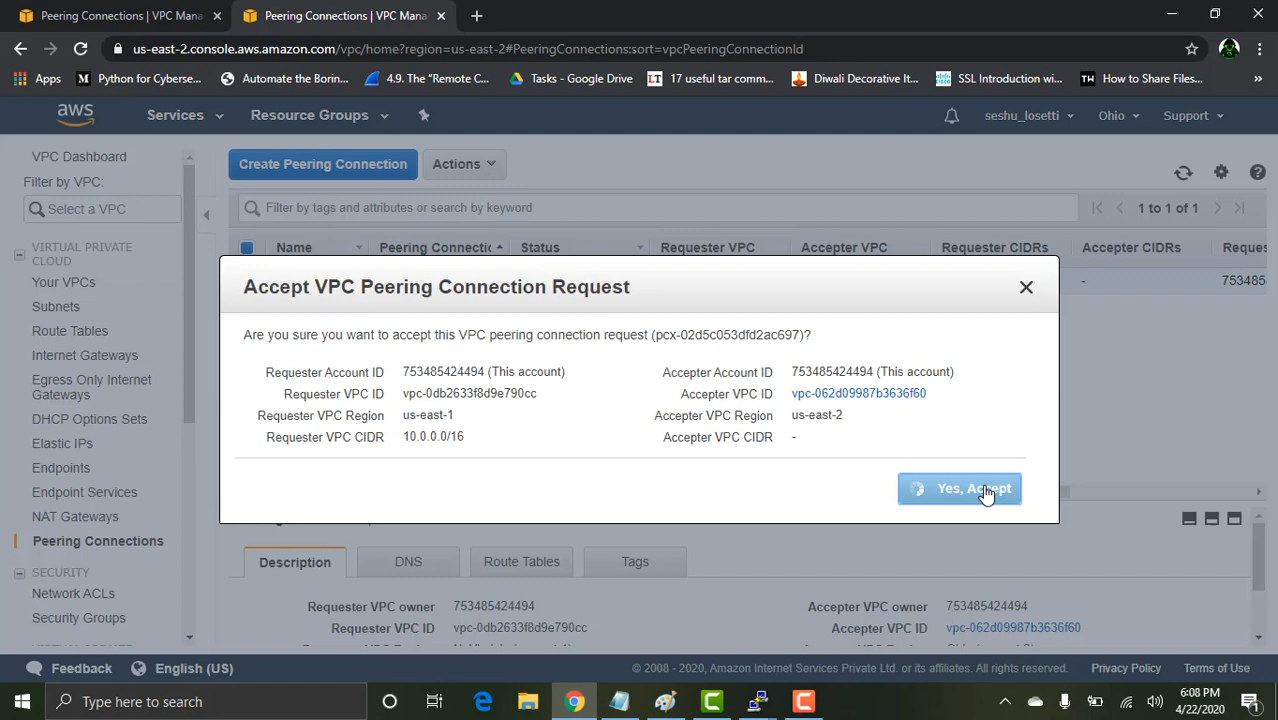 Peering Connections | VPC Mana
Peering Connections | VPC Mana
us-east-2.console.aws.amazon.com/vpc/home?region=us-east-2#PeeringConnections:sort=vpcPeeringConnectionId
Apps
Python for Cyberse...
Automate the Borin...
4.9. The "Remote C...
Tasks - Google Drive
17 useful tar comm...
Diwali Decorative It...
SSL Introduction wi...
How to Share Files...
aws
Services
Resource Groups
seshu_losetti
Ohio
Support
VPC Dashboard
Filter by VPC:
Select a VPC
VIRTUAL PRIVATE
CLOUD
Your VPCs
Subnets
Route Tables
Internet Gateways
Egress Only Internet
Gateways
DHCP Options Sets
Elastic IPs
Endpoints
Endpoint Services
NAT Gateways
Peering Connections
SECURITY
Network ACLs
Security Groups
Create Peering Connection
Actions
Filter by tags and attributes or search by keyword
1 to 1 of 1
Name
Peering Connectic
Status
Requester VPC
Accepter VPC
Requester CIDRs
Accepter CIDRs
Reques
-
753485
Accept VPC Peering Connection Request
Are you sure you want to accept this VPC peering connection request (pcx-02d5c053dfd2ac697)?
Requester Account ID 753485424494 (This account)
Requester VPC ID vpc-0db2633f8d9e790cc
Requester VPC Region us-east-1
Requester VPC CIDR 10.0.0.0/16
Accepter Account ID 753485424494 (This account)
Accepter VPC ID vpc-062d09987b3636f60
Accepter VPC Region us-east-2
Accepter VPC CIDR -
Yes, Accept
Description
DNS
Route Tables
Tags
Requester VPC owner 753485424494
Requester VPC ID vpc-0db2633f8d9e790cc
Accepter VPC owner 753485424494
Accepter VPC ID vpc-062d09987b3636f60
Feedback
English (US)
© 2008 - 2020, Amazon Internet Services Private Ltd. or its affiliates. All rights reserved.
Privacy Policy
Terms of Use
Type here to search
6:08 PM
4/22/2020
1